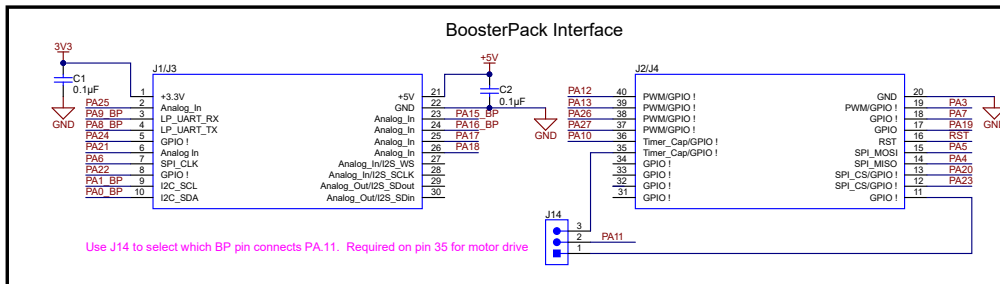 BoosterPack Interface
3V3
C1
0.1µF
GND
J1/J3
1 +3.3V
PA25 2 Analog_In
PA9_BP 3 LP_UART_RX
PA8_BP 4 LP_UART_TX
PA24 5 GPIO !
PA21 6 Analog In
PA6 7 SPI_CLK
PA22 8 GPIO !
PA1_BP 9 I2C_SCL
PA0_BP 10 I2C_SDA
+5V
C2
0.1µF
GND
+5V 21
GND 22
Analog_In 23 PA15_BP
Analog_In 24 PA16_BP
Analog_In 25 PA17
Analog_In 26 PA18
Analog_In/I2S_WS 27
Analog_In/I2S_SCLK 28
Analog_Out/I2S_SDout 29
Analog_Out/I2S_SDin 30
J2/J4
PA12 40 PWM/GPIO !
PA13 39 PWM/GPIO !
PA26 38 PWM/GPIO !
PA27 37 PWM/GPIO !
PA10 36 Timer_Cap/GPIO !
35 Timer_Cap/GPIO !
34 GPIO !
33 GPIO !
32 GPIO !
31 GPIO !
GND 20
PWM/GPIO ! 19 PA3
GPIO ! 18 PA7
GPIO 17 PA19
RST 16 RST
SPI_MOSI 15 PA5
SPI_MISO 14 PA4
SPI_CS/GPIO ! 13 PA20
SPI_CS/GPIO ! 12 PA23
GPIO ! 11
GND
J14
3
2 PA11
1
Use J14 to select which BP pin connects PA.11. Required on pin 35 for motor drive